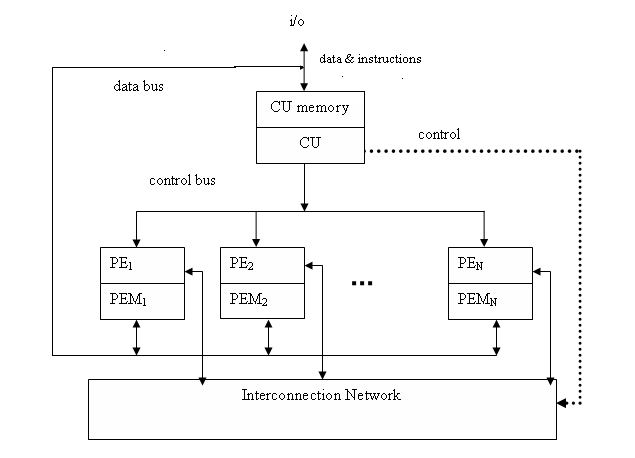 i/o
data & instructions
data bus
CU memory
CU
control
control bus
PE1
PE2
PEN
...
PEM1
PEM2
PEMN
Interconnection Network